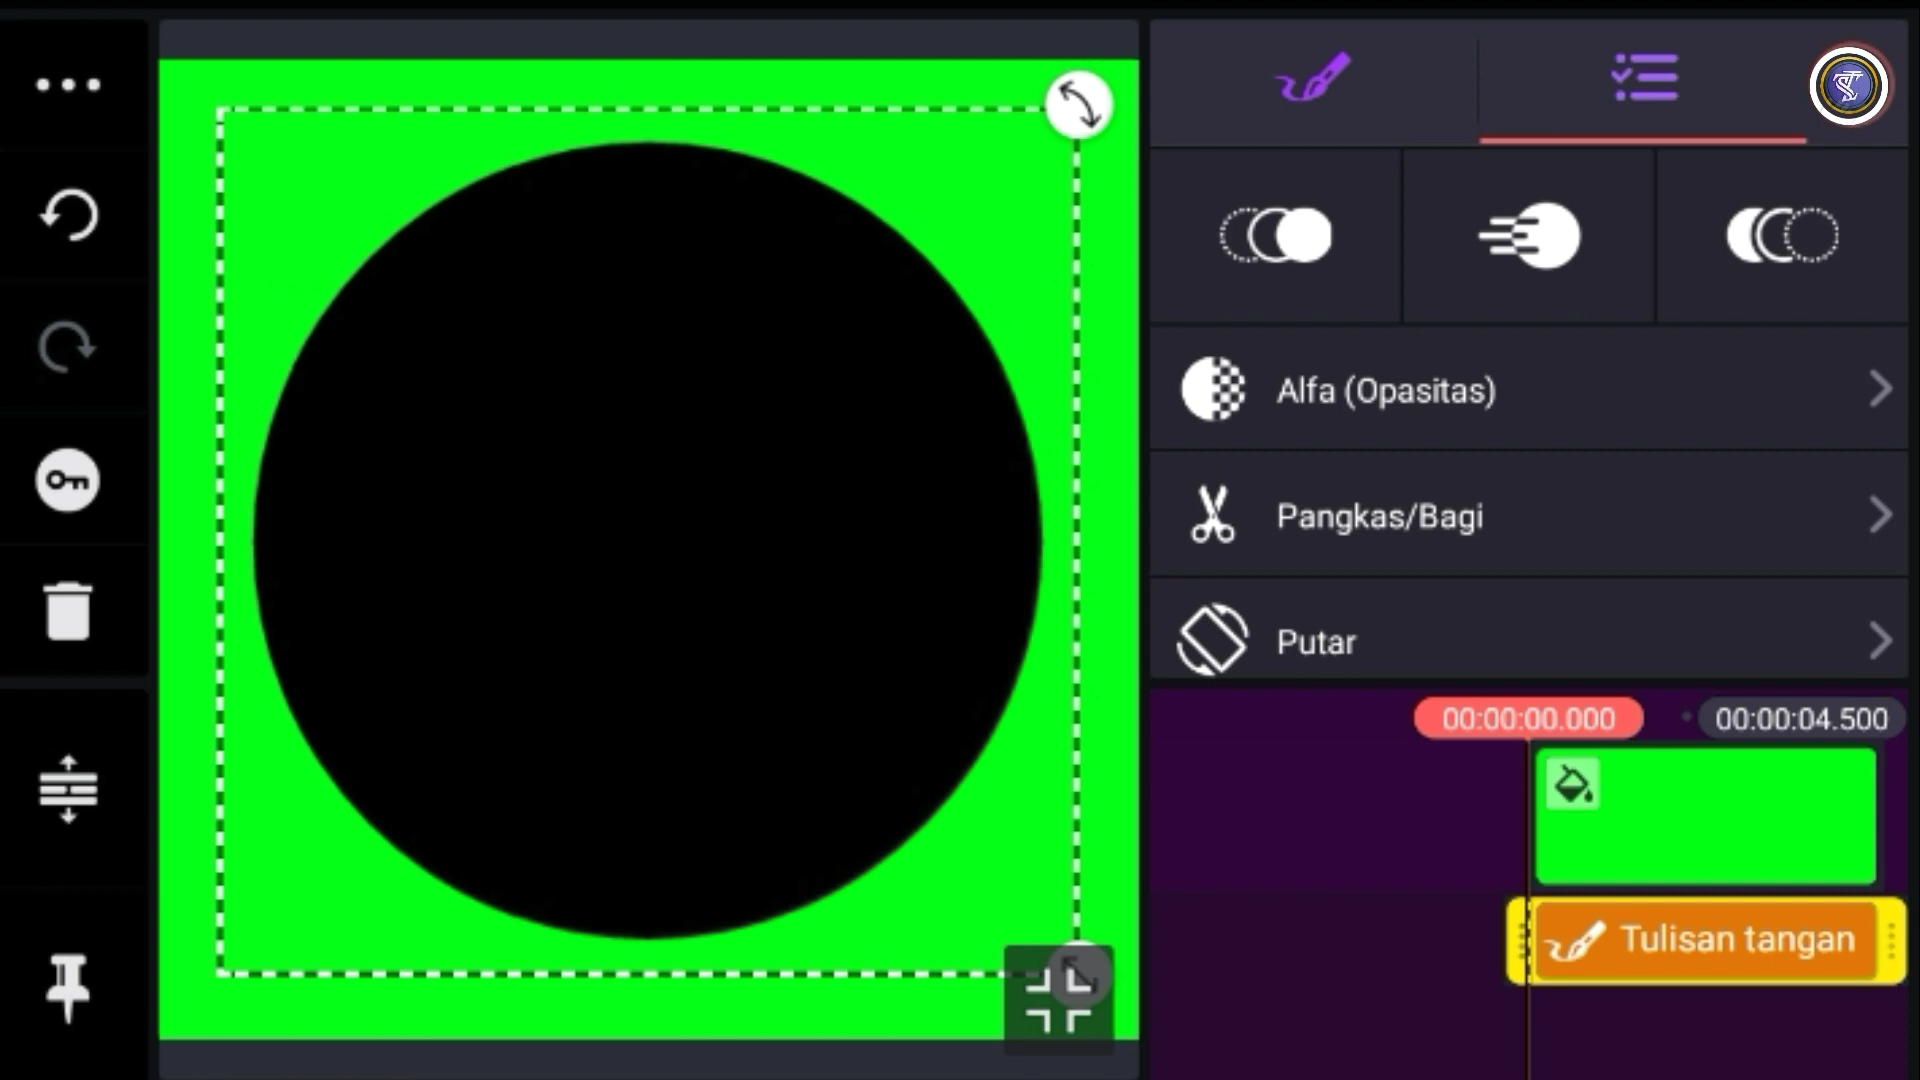 Alfa (Opasitas)
Pangkas/Bagi
Putar
00:00:00.000
00:00:04.500
Tulisan tangan